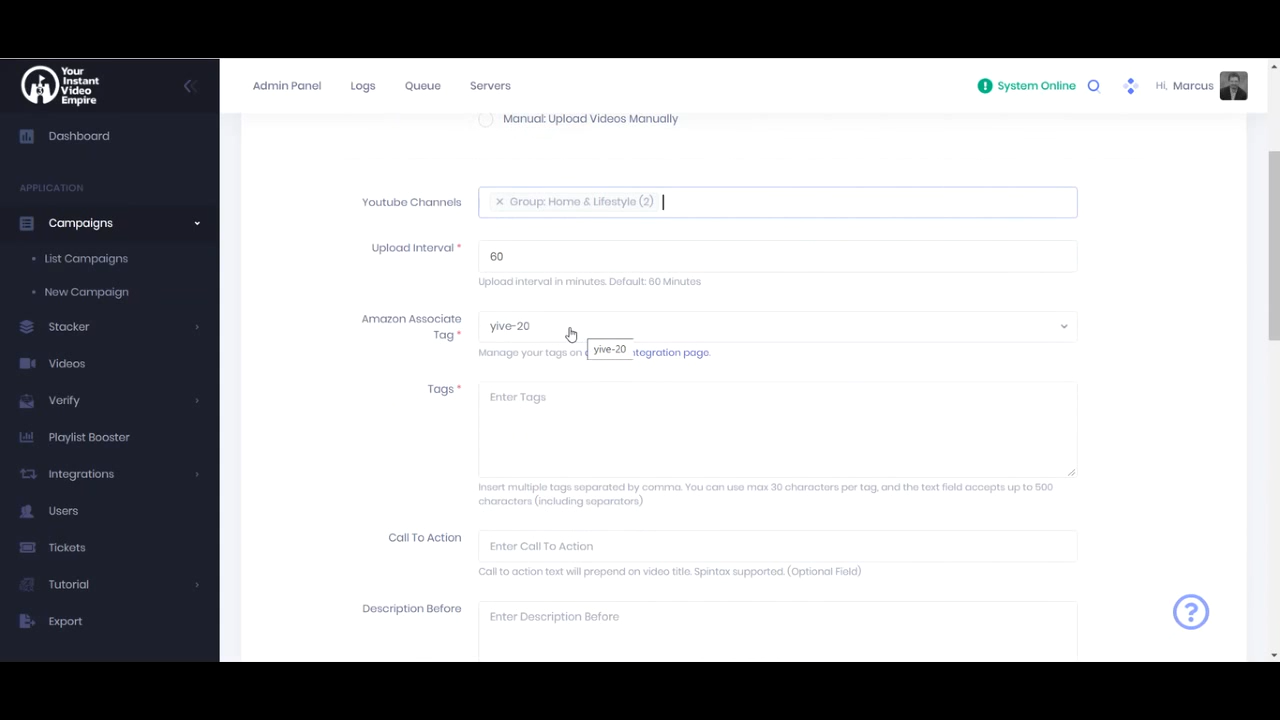 Your
Instant
Video
Empire
Admin Panel
Logs
Queue
Servers
System Online
Hi, Marcus
Dashboard
APPLICATION
Campaigns
List Campaigns
New Campaign
Stacker
Videos
Verify
Playlist Booster
Integrations
Users
Tickets
Tutorial
Export
Manual: Upload Videos Manually
Youtube Channels
× Group: Home & Lifestyle (2)
Upload Interval *
60
Upload interval in minutes. Default: 60 Minutes
Amazon Associate
Tag *
yive-20
yive-20
Manage your tags on integration page.
Tags *
Enter Tags
Insert multiple tags separated by comma. You can use max 30 characters per tag, and the text field accepts up to 500
characters (including separators)
Call To Action
Enter Call To Action
Call to action text will prepend on video title. Spintax supported. (Optional Field)
Description Before
Enter Description Before
?